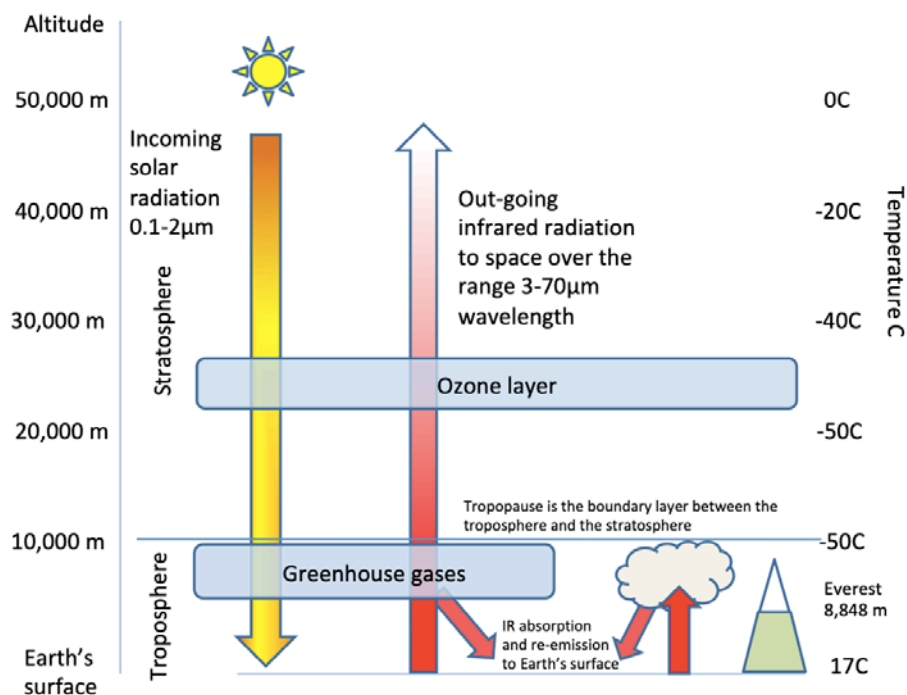 Altitude
50,000 m
0C
Incoming
solar
radiation
0.1-2µm
40,000 m
Out-going
infrared radiation
to space over the
range 3-70µm
wavelength
-20C
Temperature C
Stratosphere
30,000 m
-40C
Ozone layer
20,000 m
-50C
Tropopause is the boundary layer between the
troposphere and the stratosphere
10,000 m
-50C
Troposphere
Greenhouse gases
Everest
8,848 m
IR absorption
and re-emission
to Earth's surface
Earth's
surface
17C